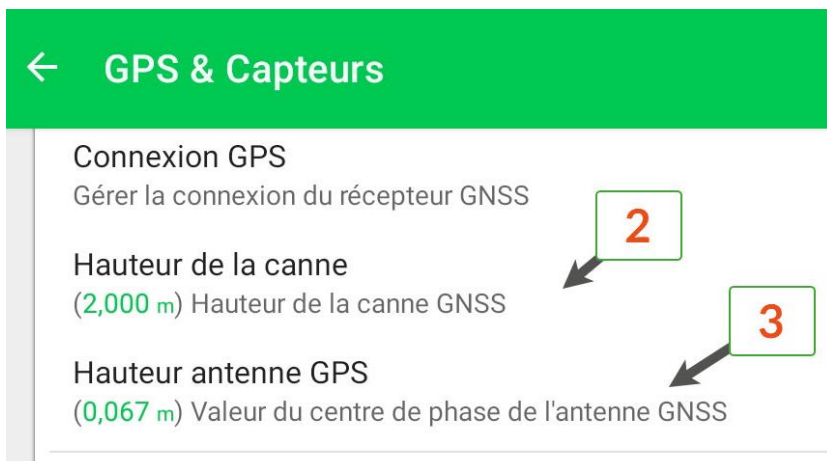 GPS & Capteurs
Connexion GPS
Gérer la connexion du récepteur GNSS
2
Hauteur de la canne
(2,000 m) Hauteur de la canne GNSS
3
Hauteur antenne GPS
(0,067 m) Valeur du centre de phase de l'antenne GNSS